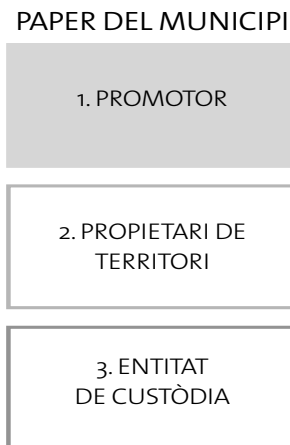 PAPER DEL MUNICIPI
1. PROMOTOR
2. PROPIETARI DE
TERRITORI
3. ENTITAT
DE CUSTÒDIA